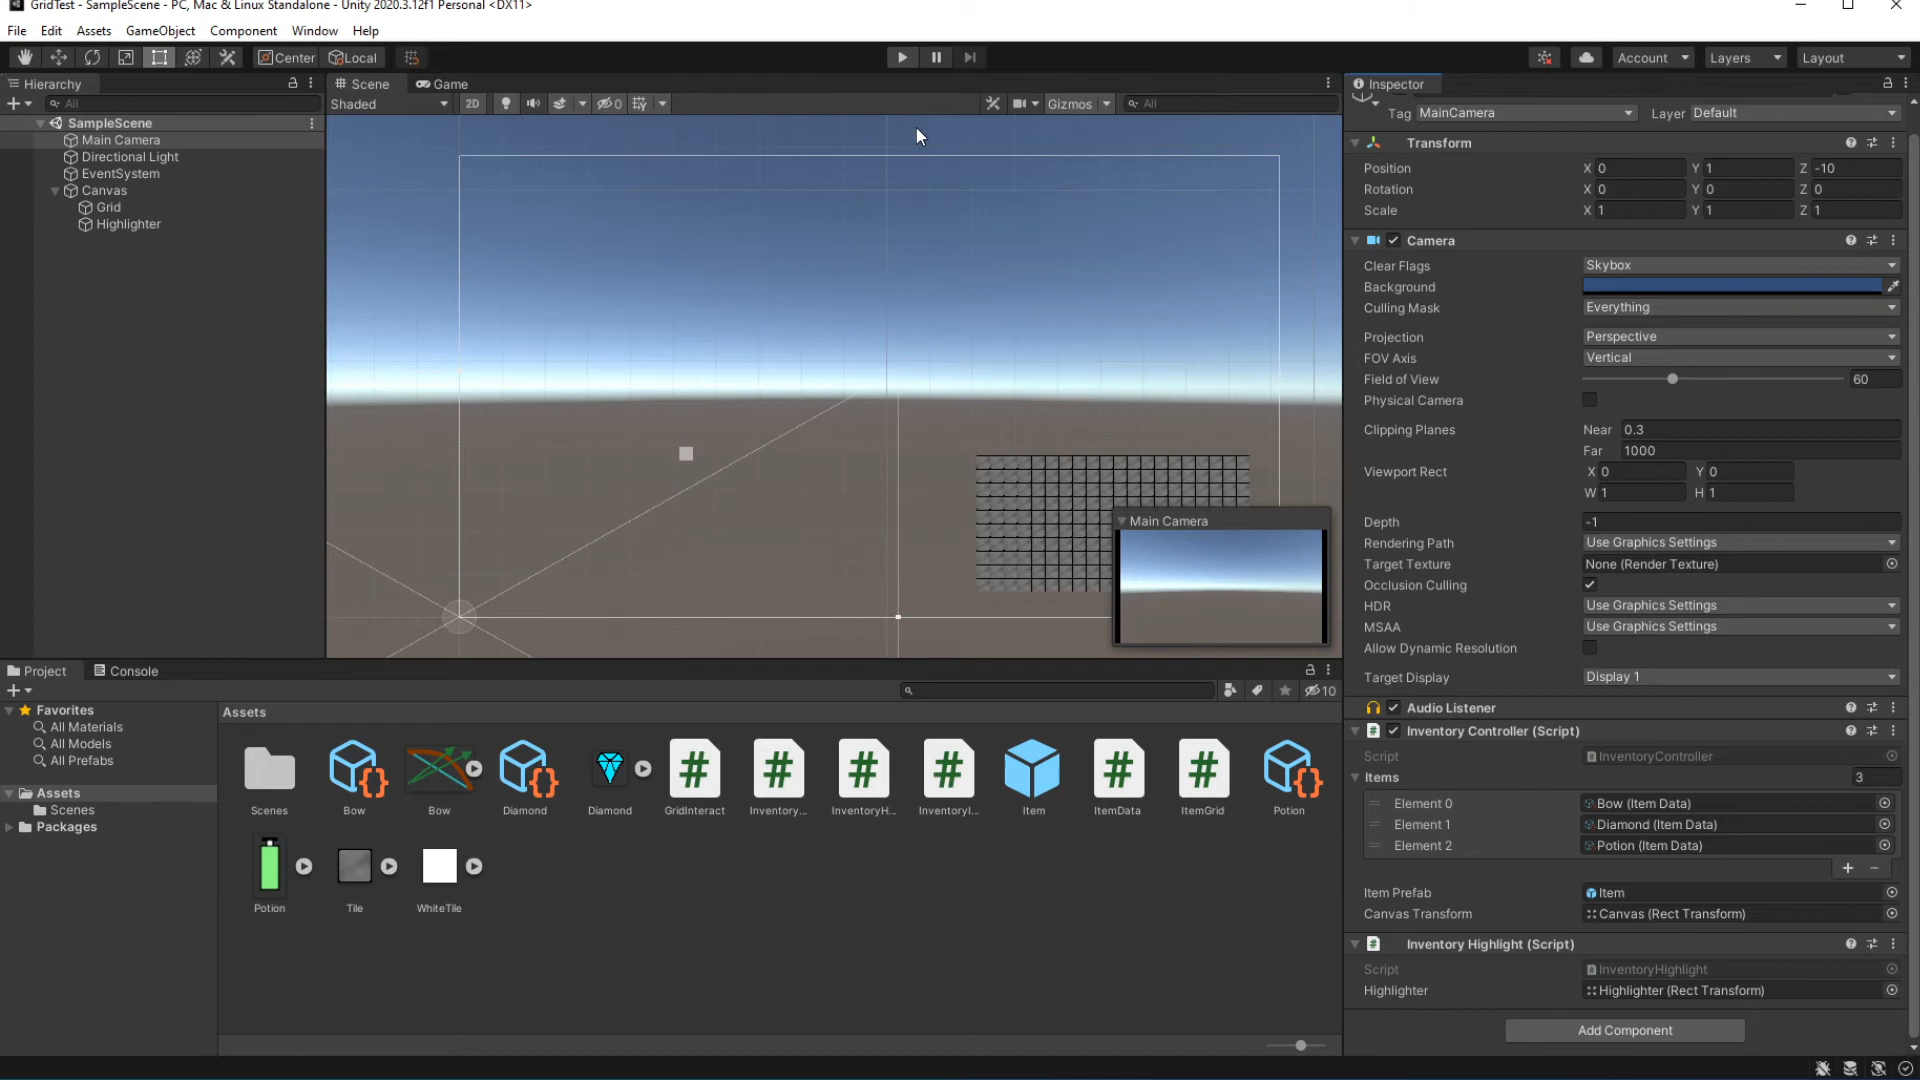 GridTest - SampleScene - PC, Mac & Linux Standalone - Unity 2020.3.12f1 Personal <DX11>
File Edit Assets GameObject Component Window Help
Center Local Account Layers Layout
Hierarchy
All
SampleScene
Main Camera
Directional Light
EventSystem
Canvas
Grid
Highlighter
Scene Game
Shaded 2D 0 Gizmos All
Main Camera
Inspector
Tag MainCamera Layer Default
Transform
Position X 0 Y 1 Z -10
Rotation X 0 Y 0 Z 0
Scale X 1 Y 1 Z 1
Camera
Clear Flags Skybox
Background
Culling Mask Everything
Projection Perspective
FOV Axis Vertical
Field of View 60
Physical Camera
Clipping Planes Near 0.3
Far 1000
Viewport Rect X 0 Y 0
W 1 H 1
Depth -1
Rendering Path Use Graphics Settings
Target Texture None (Render Texture)
Occlusion Culling
HDR Use Graphics Settings
MSAA Use Graphics Settings
Allow Dynamic Resolution
Target Display Display 1
Audio Listener
Inventory Controller (Script)
Script InventoryController
Items 3
Element 0 Bow (Item Data)
Element 1 Diamond (Item Data)
Element 2 Potion (Item Data)
Item Prefab Item
Canvas Transform Canvas (Rect Transform)
Inventory Highlight (Script)
Script InventoryHighlight
Highlighter Highlighter (Rect Transform)
Add Component
Project Console
10
Favorites
All Materials
All Models
All Prefabs
Assets
Scenes
Packages
Assets
Scenes Bow Bow Diamond Diamond GridInteract Inventory... InventoryH... InventoryI... Item ItemData ItemGrid Potion
Potion Tile WhiteTile